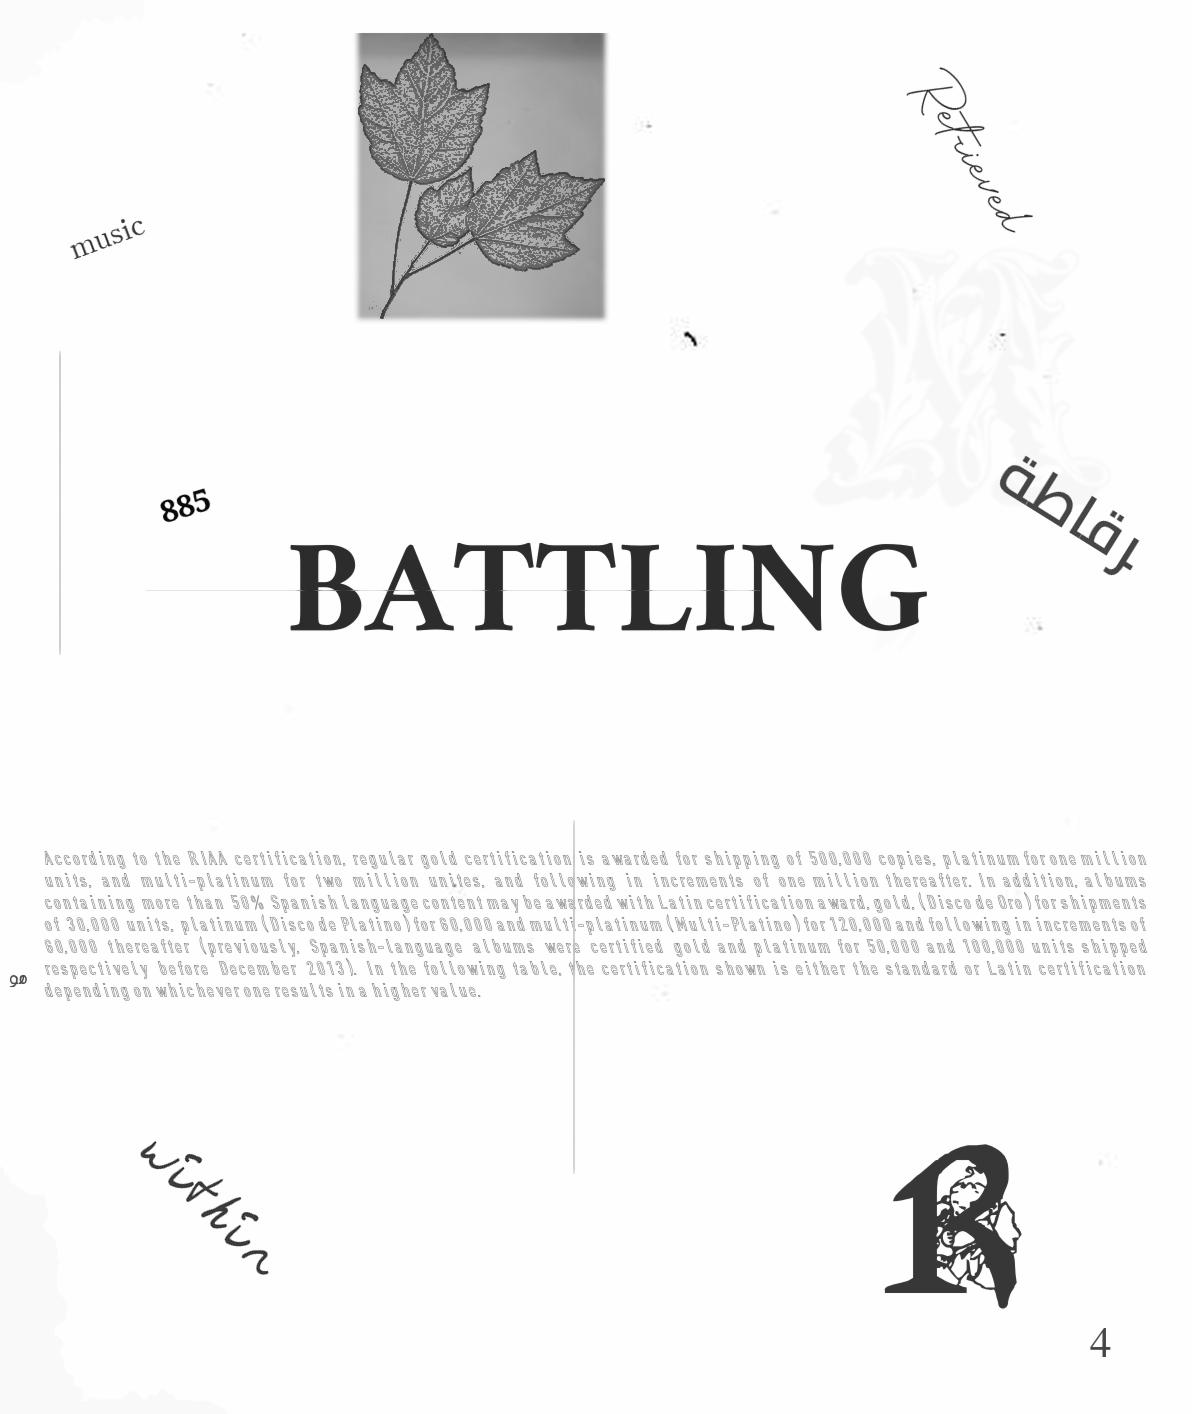 Retrieved
music
M
رقاطة
885
BATTLING
According to the RIAA certification, regular gold certification is awarded for shipping of 500,000 copies, platinum for one million
units, and multi-platinum for two million unites, and following in increments of one million thereafter. In addition, albums
containing more than 50% Spanish language content may be awarded with Latin certification award, gold, (Disco de Oro) for shipments
of 30,000 units, platinum (Disco de Platino) for 60,000 and multi-platinum (Multi-Platino) for 120,000 and following in increments of
60,000 thereafter (previously, Spanish-language albums were certified gold and platinum for 50,000 and 100,000 units shipped
respectively before December 2013). In the following table, the certification shown is either the standard or Latin certification
depending on whichever one results in a higher value.
within
R
4